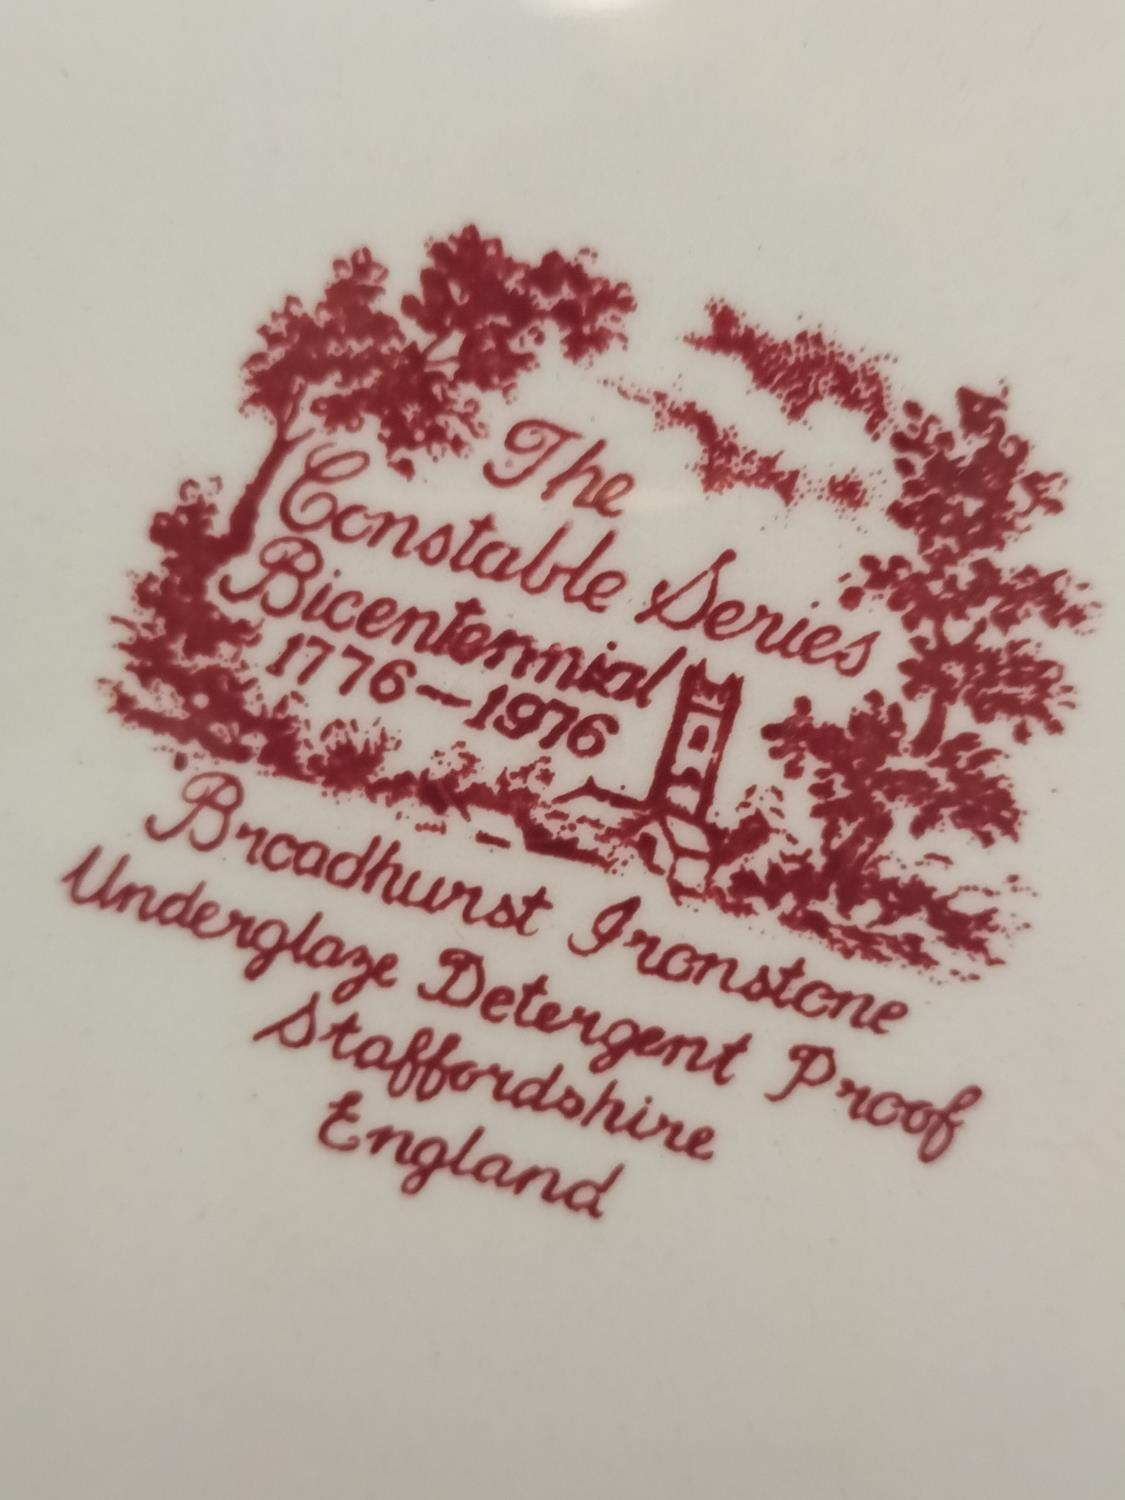 The
Constable Series
Bicentennial
1776-1976
Broadhurst Ironstone
Underglaze Detergent Proof
Staffordshire
England